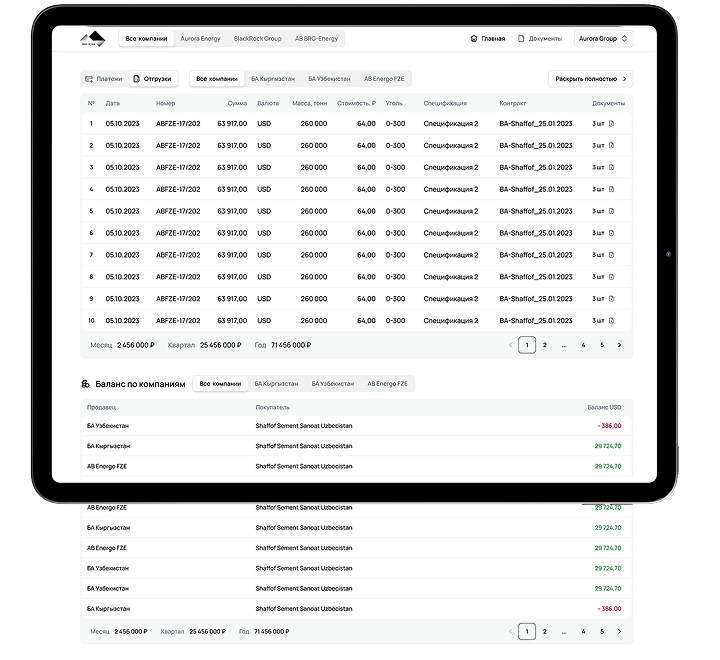 Все компании Aurora Energy BlackRock Group AB BRG-Energy Главная Документы Aurora Group
Платежи Отгрузки Все компании БА Кыргызстан БА Узбекистан AB Energo FZE Раскрыть полностью
№ Дата Номер Сумма Валюта Масса, тонн Стоимость, ₽ Уголь Спецификация Контракт Документы
1 05.10.2023 ABFZE-17/202 63 917,00 USD 260 000 64,00 0-300 Спецификация 2 BA-Shaffof_25.01.2023 3 шт
2 05.10.2023 ABFZE-17/202 63 917,00 USD 260 000 64,00 0-300 Спецификация 2 BA-Shaffof_25.01.2023 3 шт
3 05.10.2023 ABFZE-17/202 63 917,00 USD 260 000 64,00 0-300 Спецификация 2 BA-Shaffof_25.01.2023 3 шт
4 05.10.2023 ABFZE-17/202 63 917,00 USD 260 000 64,00 0-300 Спецификация 2 BA-Shaffof_25.01.2023 3 шт
5 05.10.2023 ABFZE-17/202 63 917,00 USD 260 000 64,00 0-300 Спецификация 2 BA-Shaffof_25.01.2023 3 шт
6 05.10.2023 ABFZE-17/202 63 917,00 USD 260 000 64,00 0-300 Спецификация 2 BA-Shaffof_25.01.2023 3 шт
7 05.10.2023 ABFZE-17/202 63 917,00 USD 260 000 64,00 0-300 Спецификация 2 BA-Shaffof_25.01.2023 3 шт
8 05.10.2023 ABFZE-17/202 63 917,00 USD 260 000 64,00 0-300 Спецификация 2 BA-Shaffof_25.01.2023 3 шт
9 05.10.2023 ABFZE-17/202 63 917,00 USD 260 000 64,00 0-300 Спецификация 2 BA-Shaffof_25.01.2023 3 шт
10 05.10.2023 ABFZE-17/202 63 917,00 USD 260 000 64,00 0-300 Спецификация 2 BA-Shaffof_25.01.2023 3 шт
Месяц 2 456 000 ₽ Квартал 25 456 000 ₽ Год 71 456 000 ₽ 1 2 ... 4 5
Баланс по компаниям Все компании БА Кыргызстан БА Узбекистан AB Energo FZE
Продавец Покупатель Баланс USD
БА Узбекистан Shaffof Sement Sanoat Uzbecistan - 386,00
БА Кыргызстан Shaffof Sement Sanoat Uzbecistan 29 724,70
AB Energo FZE Shaffof Sement Sanoat Uzbecistan 29 724,70
AB Energo FZE Shaffof Sement Sanoat Uzbecistan 29 724,70
БА Кыргызстан Shaffof Sement Sanoat Uzbecistan 29 724,70
AB Energo FZE Shaffof Sement Sanoat Uzbecistan 29 724,70
БА Узбекистан Shaffof Sement Sanoat Uzbecistan 29 724,70
БА Узбекистан Shaffof Sement Sanoat Uzbecistan 29 724,70
БА Кыргызстан Shaffof Sement Sanoat Uzbecistan - 386,00
Месяц 2 456 000 ₽ Квартал 25 456 000 ₽ Год 71 456 000 ₽ 1 2 ... 4 5